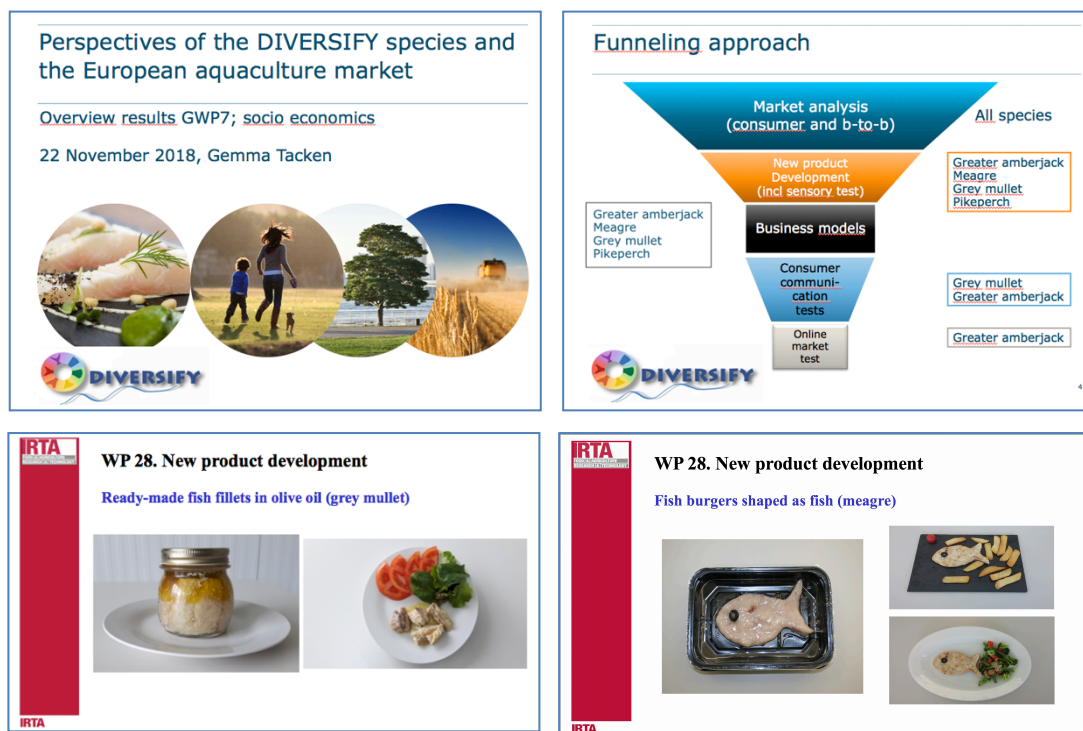 Perspectives of the DIVERSIFY species and
the European aquaculture market
Overview results GWP7; socio economics
22 November 2018, Gemma Tacken
DIVERSIFY
Funneling approach
Market analysis
(consumer and b-to-b)
All species
New product
Development
(incl sensory test)
Greater amberjack
Meagre
Grey mullet
Pikeperch
Greater amberjack
Meagre
Grey mullet
Pikeperch
Business models
Consumer
communi-
cation
tests
Grey mullet
Greater amberjack
Online
market
test
Greater amberjack
DIVERSIFY
4
IRTA
WP 28. New product development
Ready-made fish fillets in olive oil (grey mullet)
IRTA
IRTA
WP 28. New product development
Fish burgers shaped as fish (meagre)
IRTA